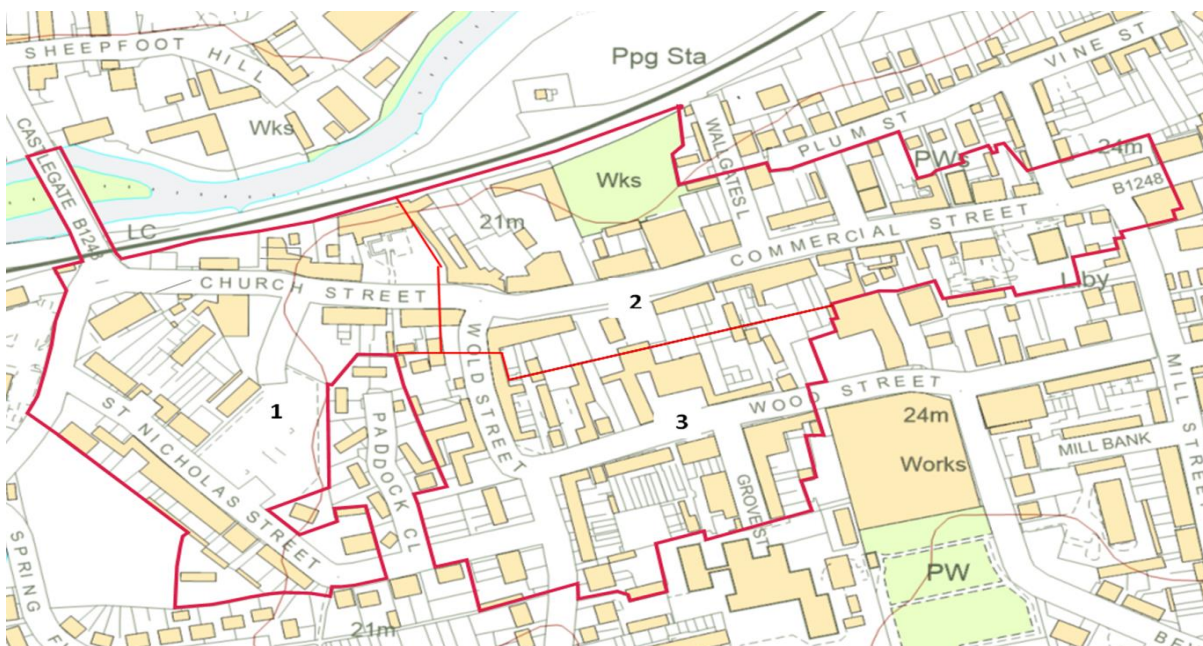 SHEEPFOOT HILL
Ppg Sta
VINE ST
Wks
CASTLEGATE B1248
PLUM ST
WALLGATES L
PWs
24m
Wks
B1248
LC
21m
COMMERCIAL STREET
CHURCH STREET
2
Liby
WOLD STREET
WOOD STREET
1
3
ST NICHOLAS STREET
PADDOCK CL
24m
MILL STREET
MILL BANK
Works
GROVE ST
SPRING
PW
21m